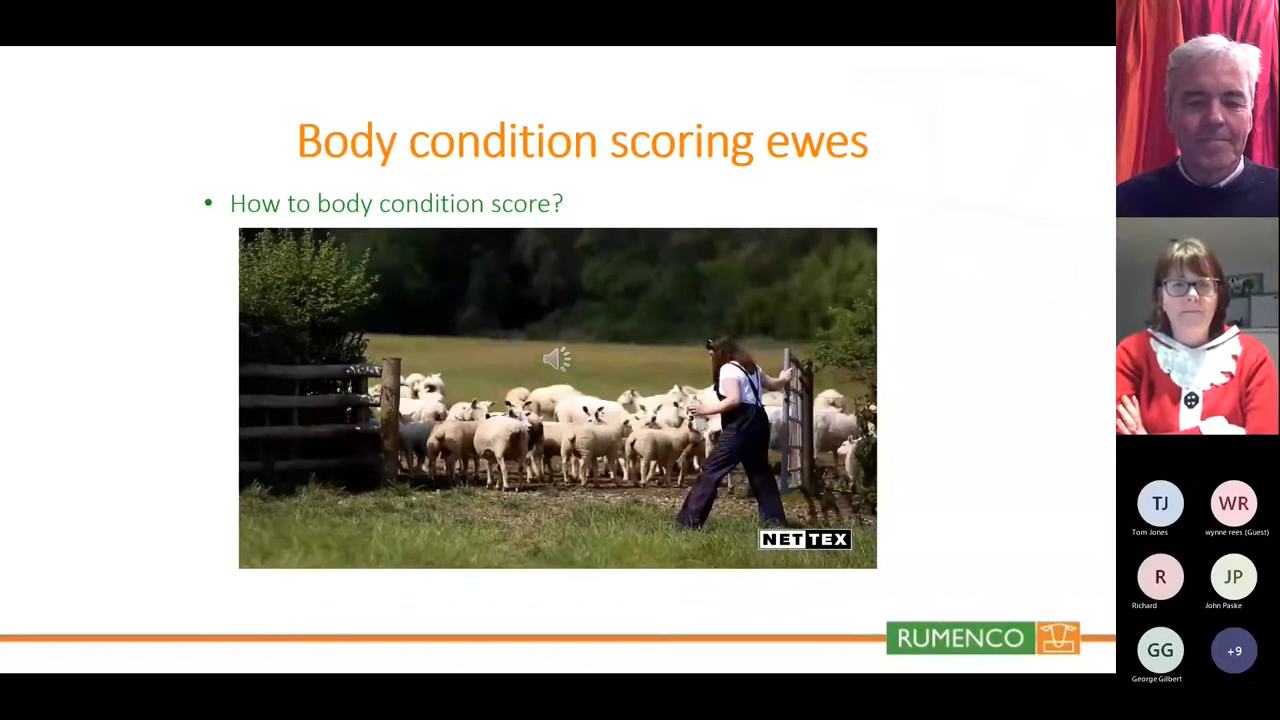 Body condition scoring ewes
• How to body condition score?
NETTEX
RUMENCO
TJ
Tom Jones
WR
wynne rees (Guest)
R
Richard
JP
John Paske
GG
George Gilbert
+9